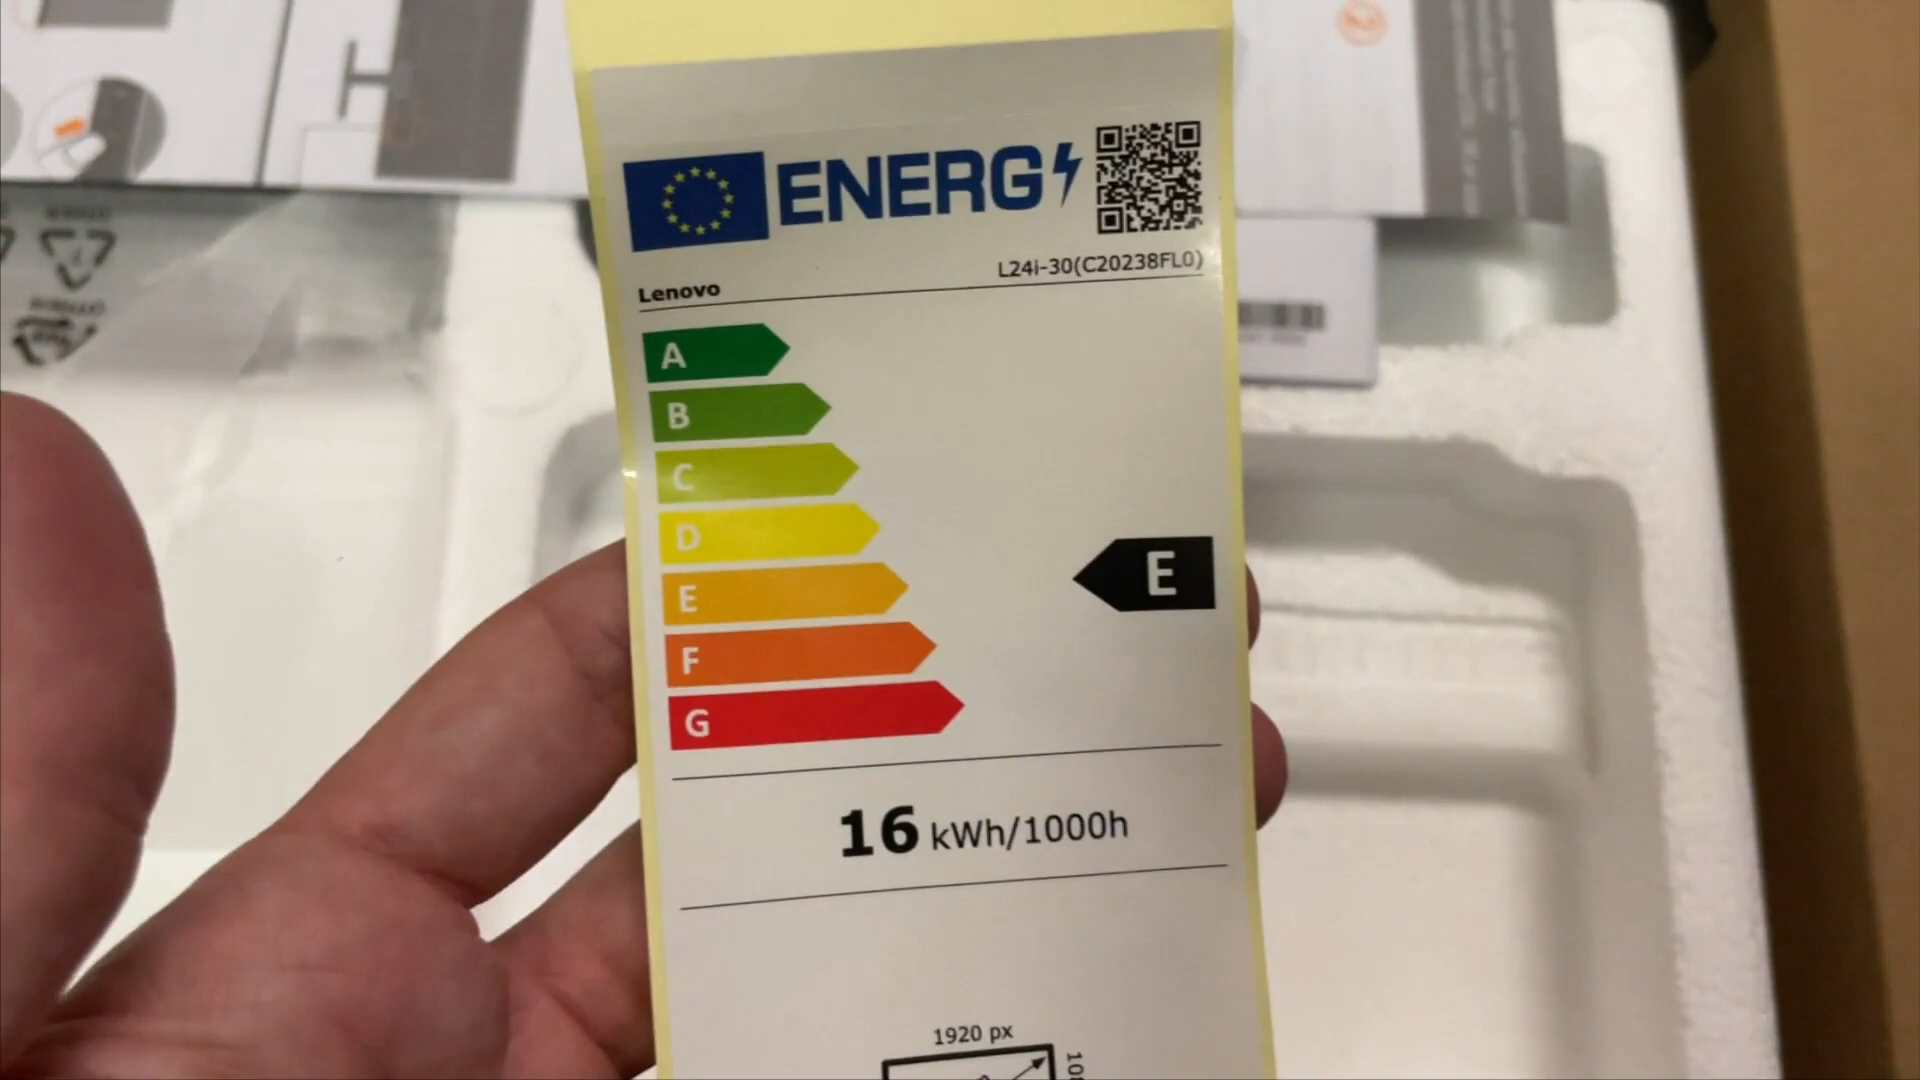 ENERG
L24i-30(C20238FL0)
Lenovo
A
B
C
D
E
E
F
G
16 kWh/1000h
1920 px